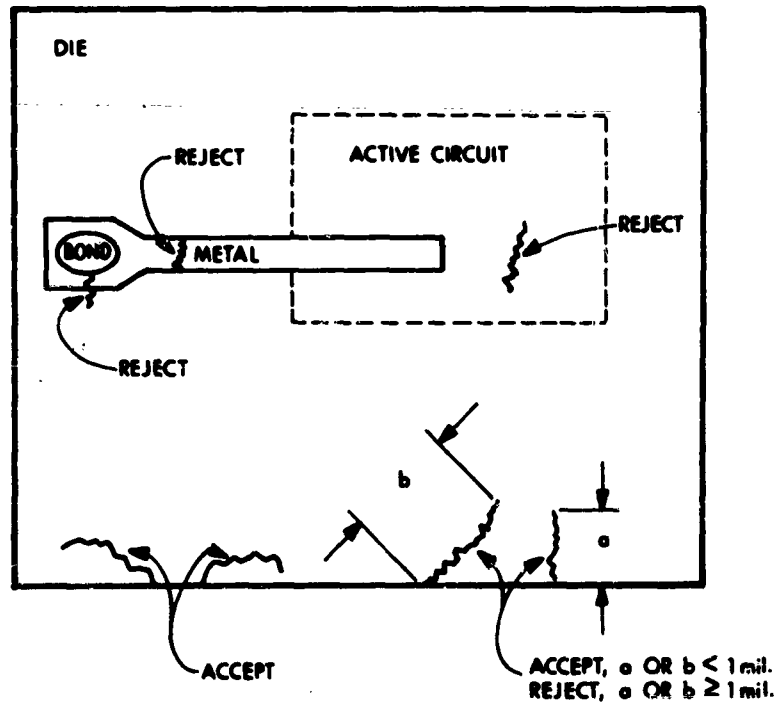 DIE
REJECT
ACTIVE CIRCUIT
REJECT
BOND
METAL
REJECT
b
a
ACCEPT
ACCEPT, a OR b < 1 mil.
REJECT, a OR b ≥ 1 mil.